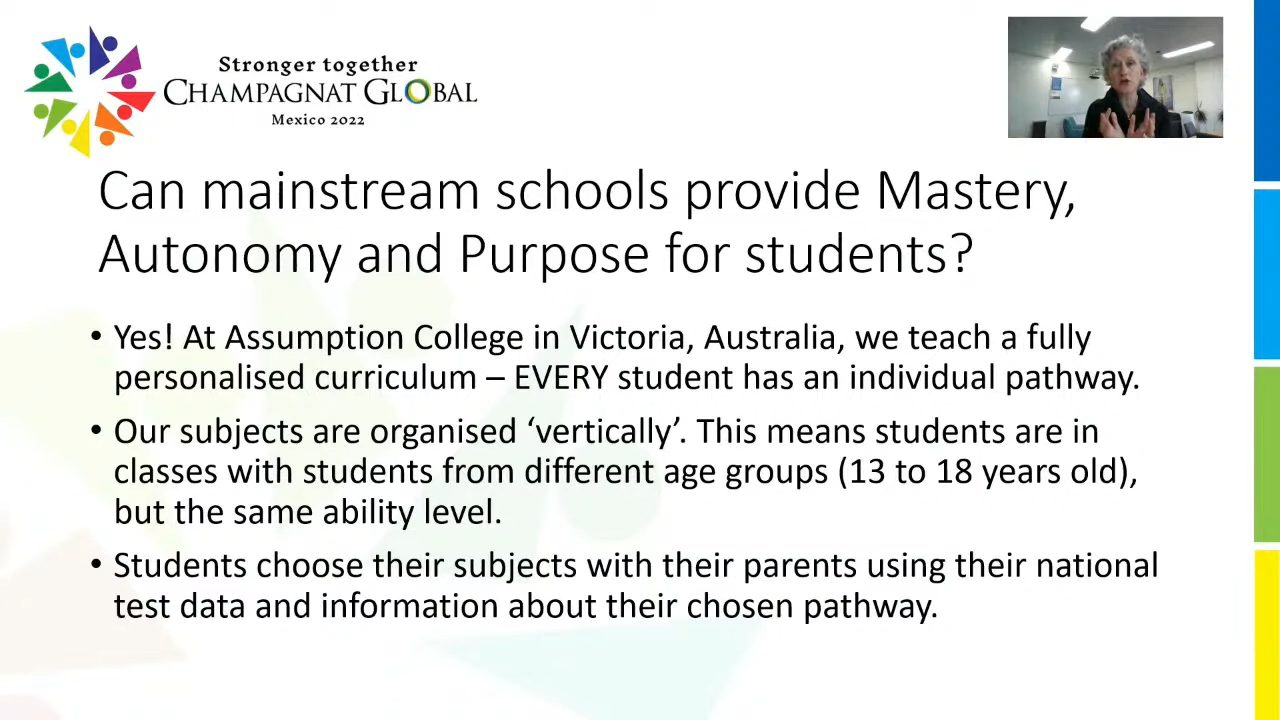 Stronger together
CHAMPAGNAT GLOBAL
Mexico 2022
Can mainstream schools provide Mastery,
Autonomy and Purpose for students?
• Yes! At Assumption College in Victoria, Australia, we teach a fully
personalised curriculum – EVERY student has an individual pathway.
• Our subjects are organised ‘vertically’. This means students are in
classes with students from different age groups (13 to 18 years old),
but the same ability level.
• Students choose their subjects with their parents using their national
test data and information about their chosen pathway.